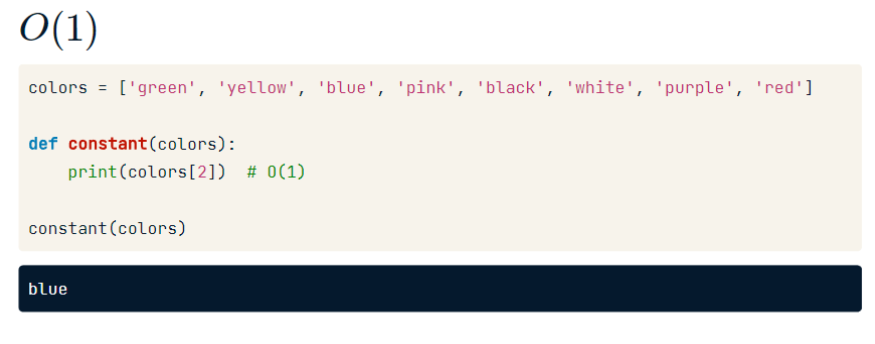 O(1)
colors = ['green', 'yellow', 'blue', 'pink', 'black', 'white', 'purple', 'red']
def constant(colors):
    print(colors[2])  # O(1)
constant(colors)
blue